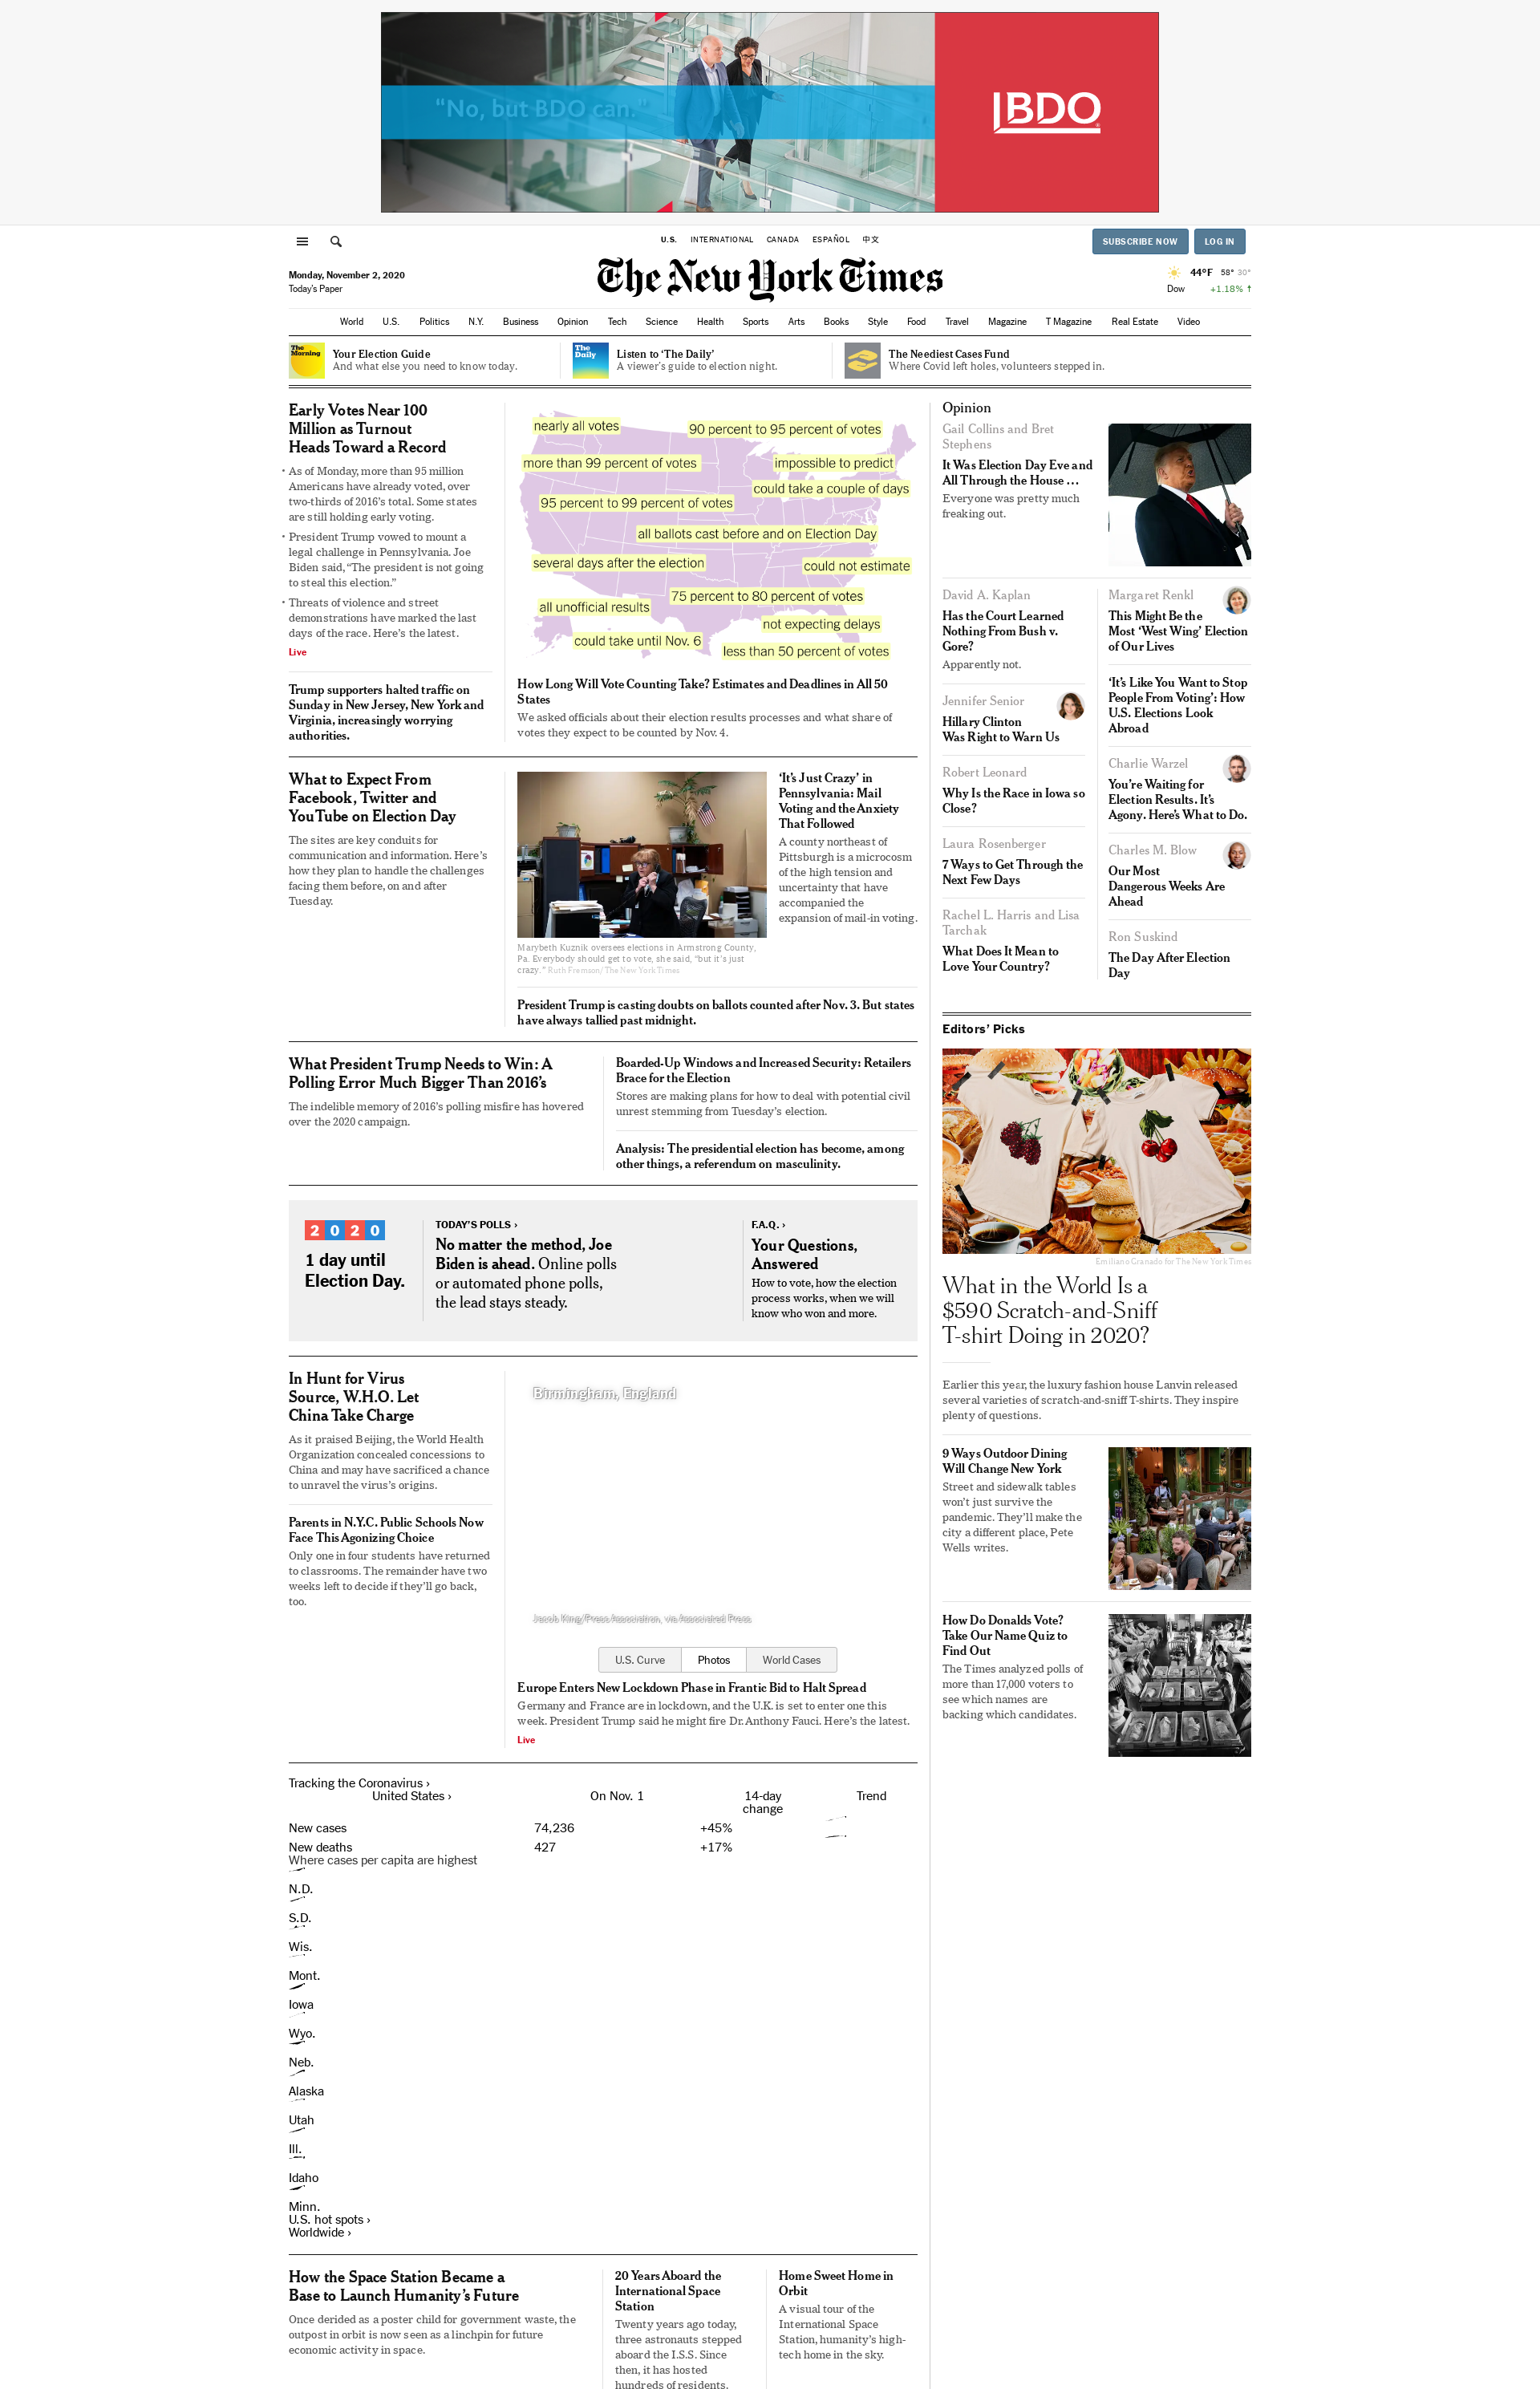 "No, but BDO can."
BDO
U.S. INTERNATIONAL CANADA ESPAÑOL 中文
SUBSCRIBE NOW LOG IN
Monday, November 2, 2020
Today's Paper
The New York Times
44°F 58° 30°
Dow +1.18% ↑
World U.S. Politics N.Y. Business Opinion Tech Science Health Sports Arts Books Style Food Travel Magazine T Magazine Real Estate Video
The Morning
Your Election Guide
And what else you need to know today.
The Daily
Listen to ‘The Daily’
A viewer’s guide to election night.
The Neediest Cases Fund
Where Covid left holes, volunteers stepped in.
Early Votes Near 100
Million as Turnout
Heads Toward a Record
• As of Monday, more than 95 million
Americans have already voted, over
two-thirds of 2016’s total. Some states
are still holding early voting.
• President Trump vowed to mount a
legal challenge in Pennsylvania. Joe
Biden said, “The president is not going
to steal this election.”
• Threats of violence and street
demonstrations have marked the last
days of the race. Here’s the latest.
Live
Trump supporters halted traffic on
Sunday in New Jersey, New York and
Virginia, increasingly worrying
authorities.
nearly all votes
90 percent to 95 percent of votes
more than 99 percent of votes
impossible to predict
could take a couple of days
95 percent to 99 percent of votes
all ballots cast before and on Election Day
several days after the election
could not estimate
75 percent to 80 percent of votes
all unofficial results
not expecting delays
could take until Nov. 6
less than 50 percent of votes
How Long Will Vote Counting Take? Estimates and Deadlines in All 50
States
We asked officials about their election results processes and what share of
votes they expect to be counted by Nov. 4.
What to Expect From
Facebook, Twitter and
YouTube on Election Day
The sites are key conduits for
communication and information. Here’s
how they plan to handle the challenges
facing them before, on and after
Tuesday.
Marybeth Kuznik oversees elections in Armstrong County,
Pa. Everybody should get to vote, she said, “but it’s just
crazy.” Ruth Fremson/The New York Times
‘It’s Just Crazy’ in
Pennsylvania: Mail
Voting and the Anxiety
That Followed
A county northeast of
Pittsburgh is a microcosm
of the high tension and
uncertainty that have
accompanied the
expansion of mail-in voting.
President Trump is casting doubts on ballots counted after Nov. 3. But states
have always tallied past midnight.
What President Trump Needs to Win: A
Polling Error Much Bigger Than 2016’s
The indelible memory of 2016’s polling misfire has hovered
over the 2020 campaign.
Boarded-Up Windows and Increased Security: Retailers
Brace for the Election
Stores are making plans for how to deal with potential civil
unrest stemming from Tuesday’s election.
Analysis: The presidential election has become, among
other things, a referendum on masculinity.
2020
1 day until
Election Day.
TODAY’S POLLS ›
No matter the method, Joe
Biden is ahead. Online polls
or automated phone polls,
the lead stays steady.
F.A.Q. ›
Your Questions,
Answered
How to vote, how the election
process works, when we will
know who won and more.
In Hunt for Virus
Source, W.H.O. Let
China Take Charge
As it praised Beijing, the World Health
Organization concealed concessions to
China and may have sacrificed a chance
to unravel the virus’s origins.
Parents in N.Y.C. Public Schools Now
Face This Agonizing Choice
Only one in four students have returned
to classrooms. The remainder have two
weeks left to decide if they’ll go back,
too.
Birmingham, England
Jacob King/Press Association, via Associated Press
U.S. Curve Photos World Cases
Europe Enters New Lockdown Phase in Frantic Bid to Halt Spread
Germany and France are in lockdown, and the U.K. is set to enter one this
week. President Trump said he might fire Dr. Anthony Fauci. Here’s the latest.
Live
Tracking the Coronavirus ›
United States › On Nov. 1 14-day change Trend
New cases 74,236 +45%
New deaths 427 +17%
Where cases per capita are highest
N.D.
S.D.
Wis.
Mont.
Iowa
Wyo.
Neb.
Alaska
Utah
Ill.
Idaho
Minn.
U.S. hot spots ›
Worldwide ›
How the Space Station Became a
Base to Launch Humanity’s Future
Once derided as a poster child for government waste, the
outpost in orbit is now seen as a linchpin for future
economic activity in space.
20 Years Aboard the
International Space
Station
Twenty years ago today,
three astronauts stepped
aboard the I.S.S. Since
then, it has hosted
hundreds of residents.
Home Sweet Home in
Orbit
A visual tour of the
International Space
Station, humanity’s high-
tech home in the sky.
Opinion
Gail Collins and Bret
Stephens
It Was Election Day Eve and
All Through the House …
Everyone was pretty much
freaking out.
David A. Kaplan
Has the Court Learned
Nothing From Bush v.
Gore?
Apparently not.
Jennifer Senior
Hillary Clinton
Was Right to Warn Us
Robert Leonard
Why Is the Race in Iowa so
Close?
Laura Rosenberger
7 Ways to Get Through the
Next Few Days
Rachel L. Harris and Lisa
Tarchak
What Does It Mean to
Love Your Country?
Margaret Renkl
This Might Be the
Most ‘West Wing’ Election
of Our Lives
‘It’s Like You Want to Stop
People From Voting’: How
U.S. Elections Look
Abroad
Charlie Warzel
You’re Waiting for
Election Results. It’s
Agony. Here’s What to Do.
Charles M. Blow
Our Most
Dangerous Weeks Are
Ahead
Ron Suskind
The Day After Election
Day
Editors’ Picks
Emiliano Granado for The New York Times
What in the World Is a
$590 Scratch-and-Sniff
T-shirt Doing in 2020?
Earlier this year, the luxury fashion house Lanvin released
several varieties of scratch-and-sniff T-shirts. They inspire
plenty of questions.
9 Ways Outdoor Dining
Will Change New York
Street and sidewalk tables
won’t just survive the
pandemic. They’ll make the
city a different place, Pete
Wells writes.
How Do Donalds Vote?
Take Our Name Quiz to
Find Out
The Times analyzed polls of
more than 17,000 voters to
see which names are
backing which candidates.